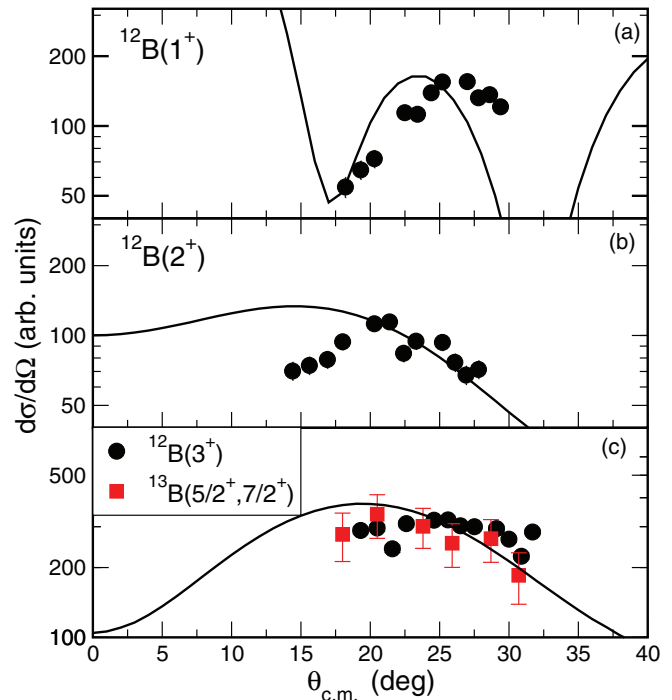 ¹²B(1⁺)
(a)
200
100
50
¹²B(2⁺)
(b)
200
100
50
dσ/dΩ (arb. units)
¹²B(3⁺)
¹³B(5/2⁺,7/2⁺)
(c)
500
200
100
0 5 10 15 20 25 30 35 40
θc.m. (deg)